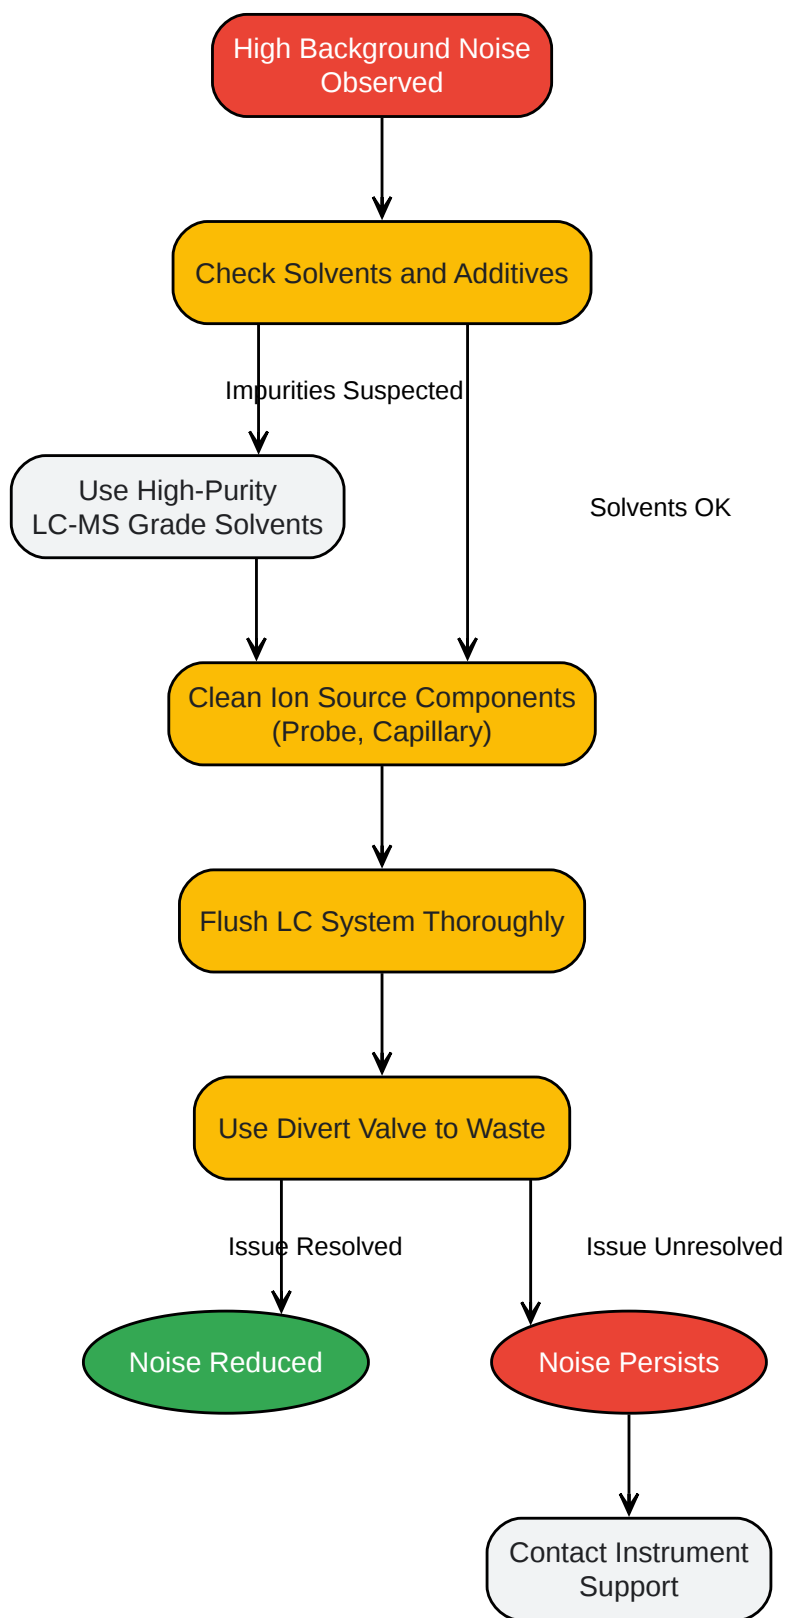 High Background Noise
Observed
Check Solvents and Additives
Impurities Suspected
Use High-Purity
LC-MS Grade Solvents
Solvents OK
Clean Ion Source Components
(Probe, Capillary)
Flush LC System Thoroughly
Use Divert Valve to Waste
Issue Resolved
Issue Unresolved
Noise Reduced
Noise Persists
Contact Instrument
Support